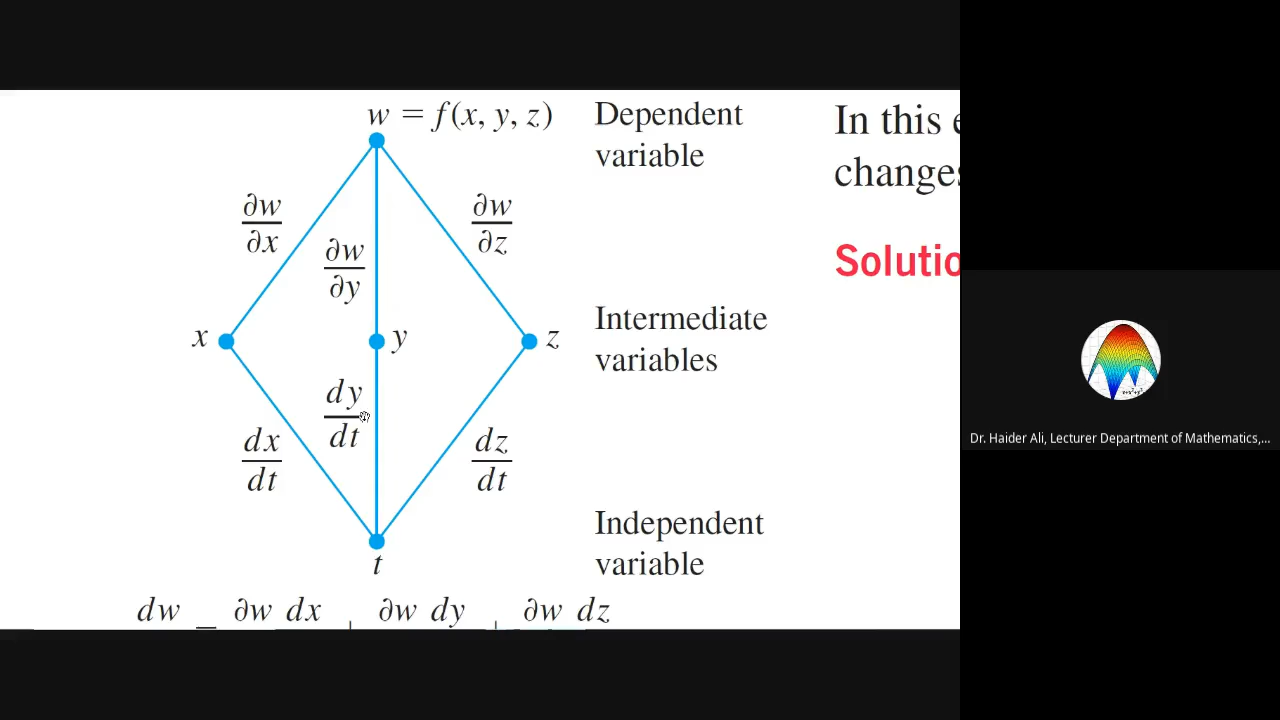 w = f(x, y, z)
Dependent
variable
∂w
∂x
∂w
∂y
∂w
∂z
x
y
z
Intermediate
variables
dx
dt
dy
dt
dz
dt
Independent
variable
t
dw = ∂w dx + ∂w dy + ∂w dz
In this
changes
Solutio
Dr. Haider Ali, Lecturer Department of Mathematics,...